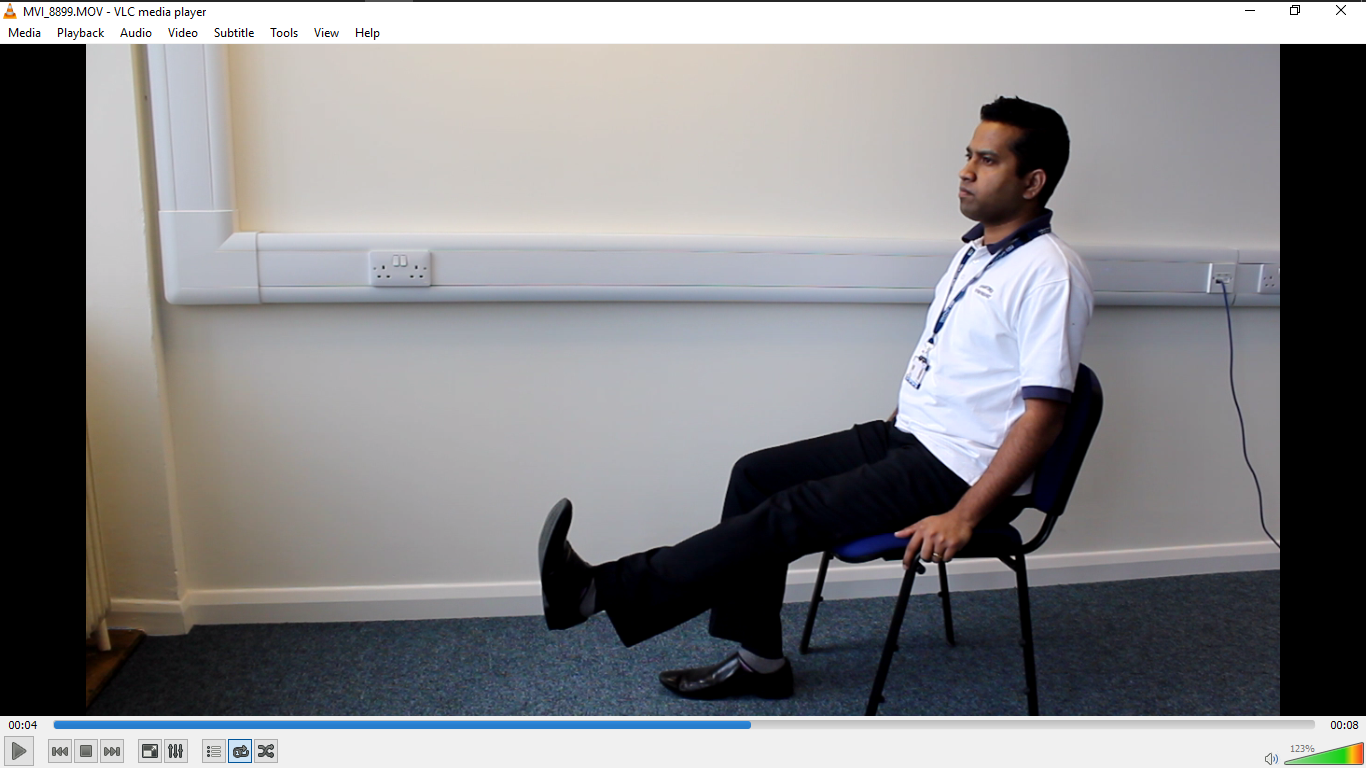 MVI_8899.MOV - VLC media player
Media Playback Audio Video Subtitle Tools View Help
00:04
00:08
123%